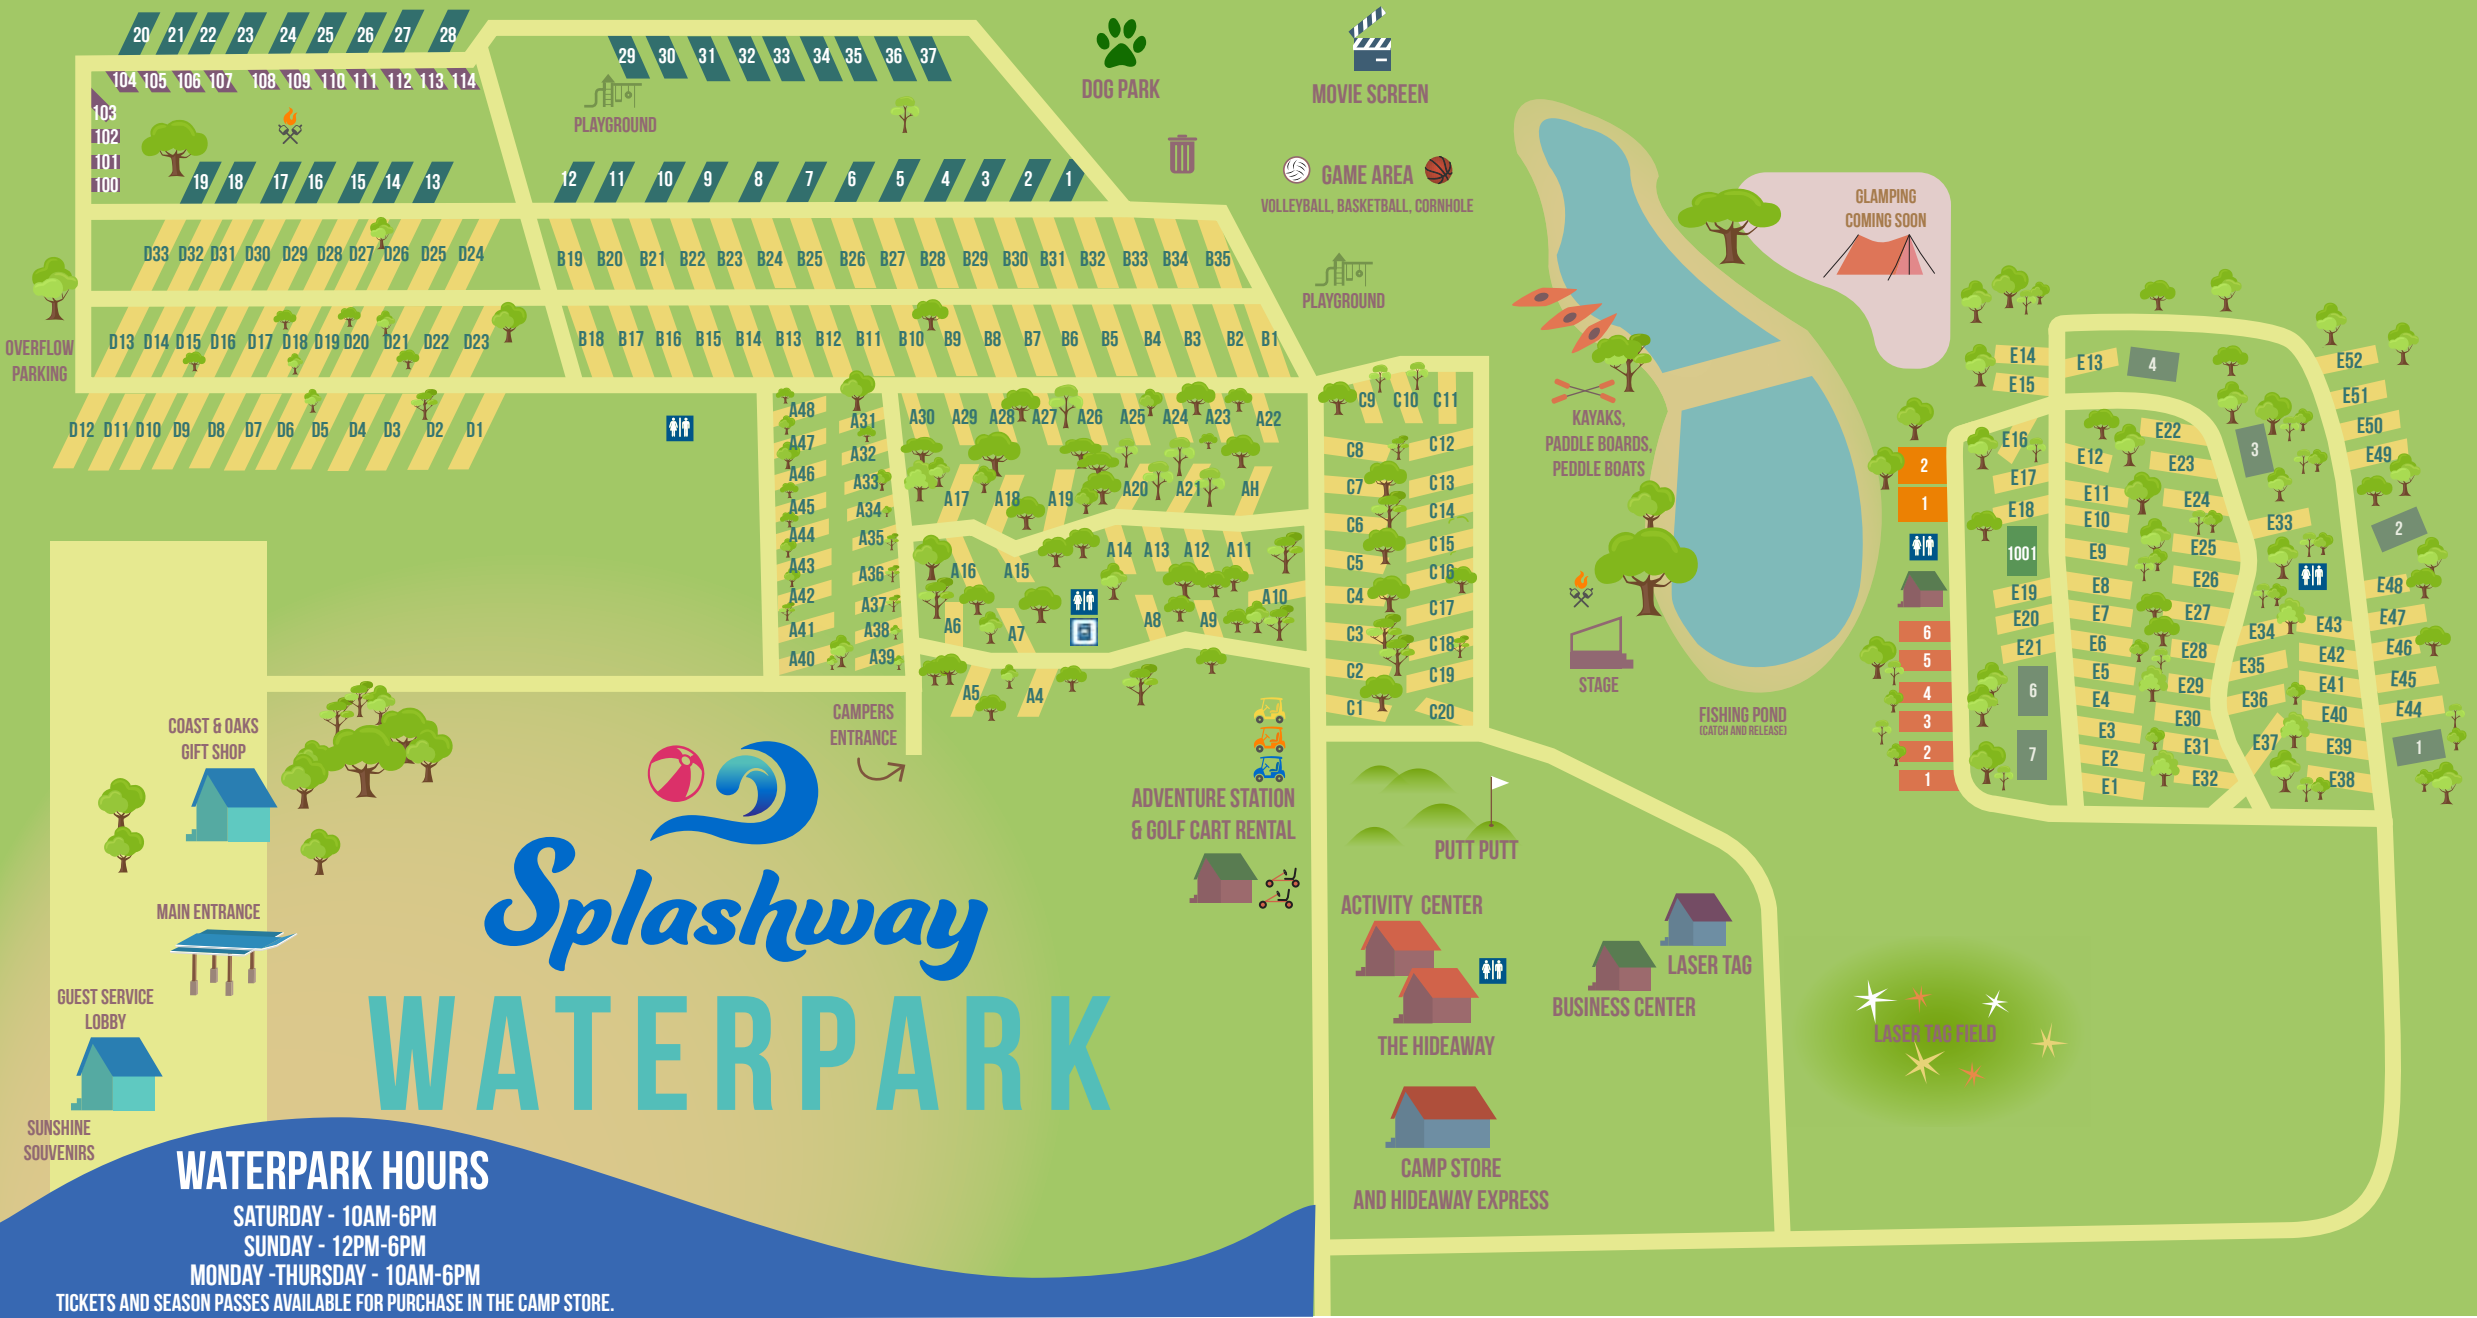 20 21 22 23 24 25 26 27 28
104 105 106 107 108 109 110 111 112 113 114
103
102
101
100
19 18 17 16 15 14 13
29 30 31 32 33 34 35 36 37
PLAYGROUND
12 11 10 9 8 7 6 5 4 3 2 1
DOG PARK
MOVIE SCREEN
GAME AREA
VOLLEYBALL, BASKETBALL, CORNHOLE
PLAYGROUND
GLAMPING
COMING SOON
D33 D32 D31 D30 D29 D28 D27 D26 D25 D24
B19 B20 B21 B22 B23 B24 B25 B26 B27 B28 B29 B30 B31 B32 B33 B34 B35
OVERFLOW
PARKING
D13 D14 D15 D16 D17 D18 D19 D20 D21 D22 D23
B18 B17 B16 B15 B14 B13 B12 B11 B10 B9 B8 B7 B6 B5 B4 B3 B2 B1
D12 D11 D10 D9 D8 D7 D6 D5 D4 D3 D2 D1
A48
A47
A46
A45
A44
A43
A42
A41
A40
A31
A32
A33
A34
A35
A36
A37
A38
A39
A30 A29 A28 A27 A26 A25 A24 A23 A22
A17 A18 A19 A20 A21 AH
A16 A15 A14 A13 A12 A11
A10
A6 A7 A8 A9
A5 A4
C9 C10 C11
C8
C7
C6
C5
C4
C3
C2
C1
C12
C13
C14
C15
C16
C17
C18
C19
C20
KAYAKS,
PADDLE BOARDS,
PEDDLE BOATS
STAGE
FISHING POND
(CATCH AND RELEASE)
2
1
6
5
4
3
2
1
E14
E15
E16
E17
E18
1001
E19
E20
E21
6
7
E13
4
E12
E11
E10
E9
E8
E7
E6
E5
E4
E3
E2
E1
E22
E23
E24
E25
E26
E27
E28
E29
E30
E31
E32
3
E33
E34
E35
E36
E37
E43
E42
E41
E40
E39
E38
E52
E51
E50
E49
2
E48
E47
E46
E45
E44
1
CAMPERS
ENTRANCE
COAST & OAKS
GIFT SHOP
MAIN ENTRANCE
GUEST SERVICE
LOBBY
SUNSHINE
SOUVENIRS
Splashway
WATERPARK
ADVENTURE STATION
& GOLF CART RENTAL
PUTT PUTT
ACTIVITY CENTER
THE HIDEAWAY
LASER TAG
BUSINESS CENTER
LASER TAG FIELD
CAMP STORE
AND HIDEAWAY EXPRESS
WATERPARK HOURS
SATURDAY - 10AM-6PM
SUNDAY - 12PM-6PM
MONDAY -THURSDAY - 10AM-6PM
TICKETS AND SEASON PASSES AVAILABLE FOR PURCHASE IN THE CAMP STORE.